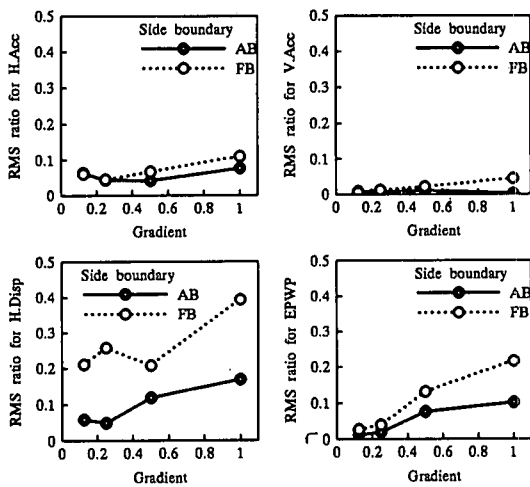 RMS ratio for H.Acc
0.5
0.4
0.3
0.2
0.1
0
Side boundary
AB
FB
0 0.2 0.4 0.6 0.8 1
Gradient
RMS ratio for V.Acc
0.5
0.4
0.3
0.2
0.1
0
Side boundary
AB
FB
0 0.2 0.4 0.6 0.8 1
Gradient
RMS ratio for H.Disp
0.5
0.4
0.3
0.2
0.1
0
Side boundary
AB
FB
0 0.2 0.4 0.6 0.8 1
Gradient
RMS ratio for EPWP
0.5
0.4
0.3
0.2
0.1
0
Side boundary
AB
FB
0 0.2 0.4 0.6 0.8 1
Gradient